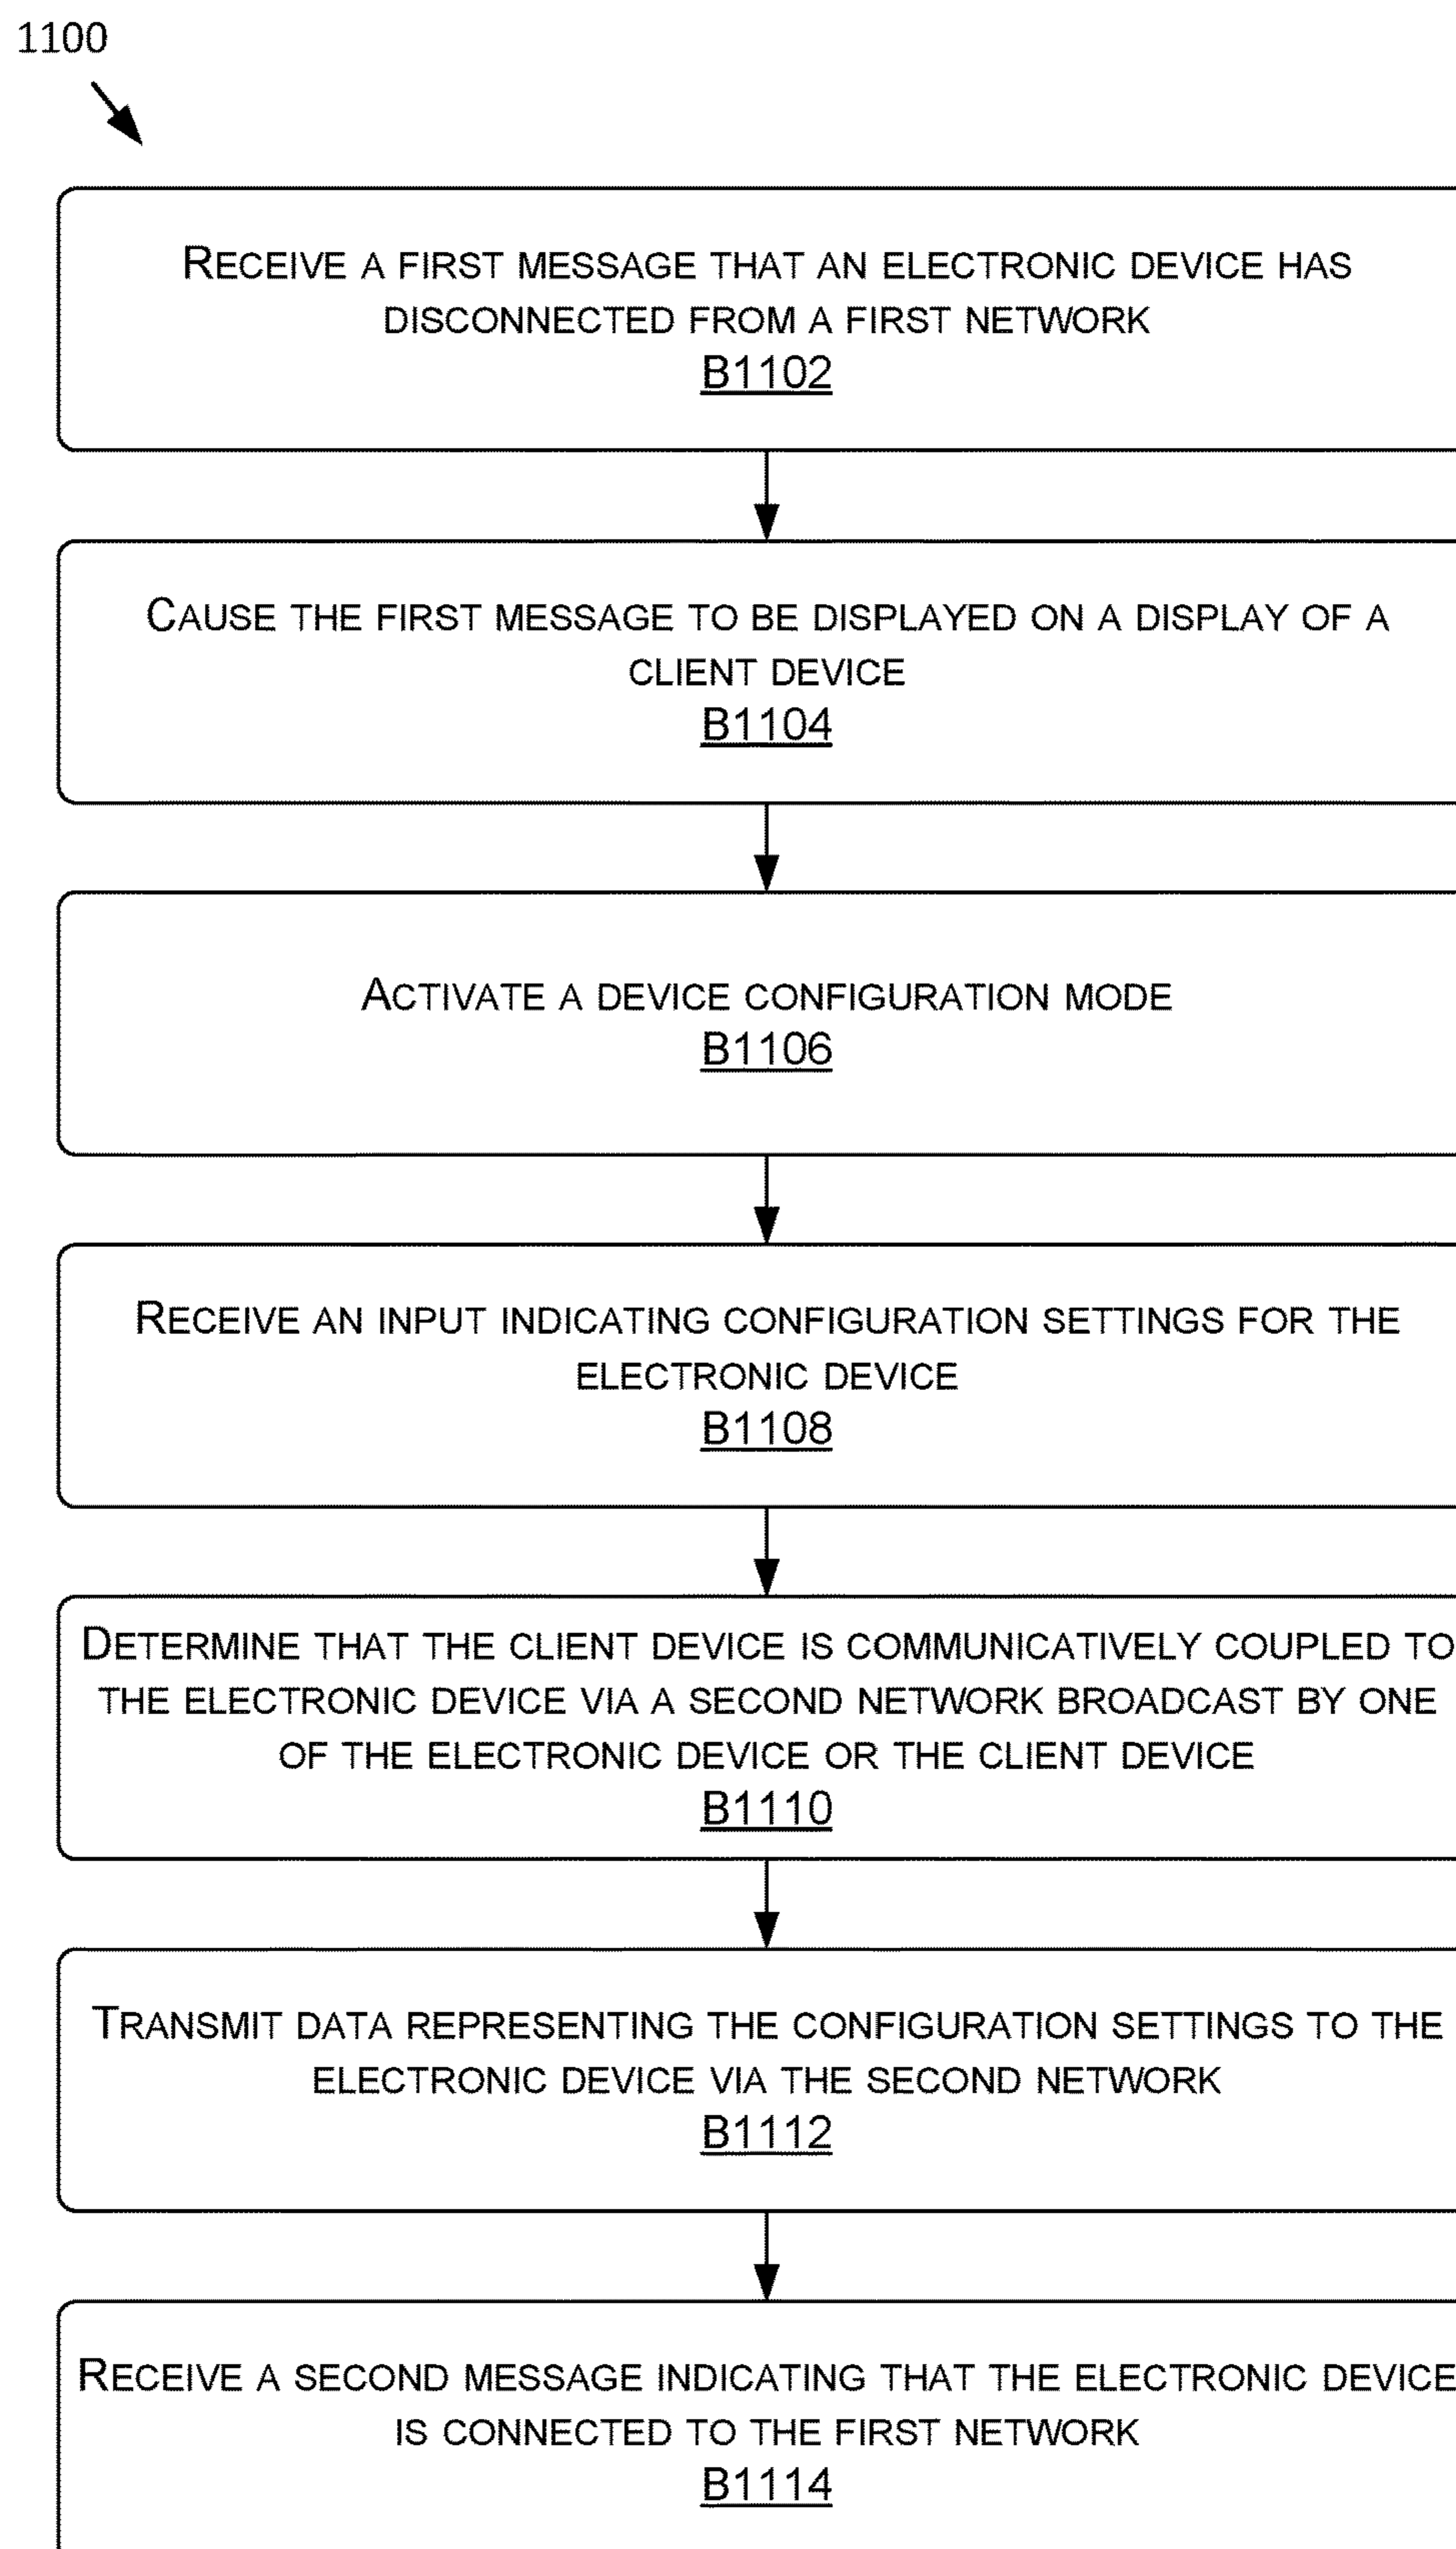 1100
RECEIVE A FIRST MESSAGE THAT AN ELECTRONIC DEVICE HAS
DISCONNECTED FROM A FIRST NETWORK
B1102
CAUSE THE FIRST MESSAGE TO BE DISPLAYED ON A DISPLAY OF A
CLIENT DEVICE
B1104
ACTIVATE A DEVICE CONFIGURATION MODE
B1106
RECEIVE AN INPUT INDICATING CONFIGURATION SETTINGS FOR THE
ELECTRONIC DEVICE
B1108
DETERMINE THAT THE CLIENT DEVICE IS COMMUNICATIVELY COUPLED TO
THE ELECTRONIC DEVICE VIA A SECOND NETWORK BROADCAST BY ONE
OF THE ELECTRONIC DEVICE OR THE CLIENT DEVICE
B1110
TRANSMIT DATA REPRESENTING THE CONFIGURATION SETTINGS TO THE
ELECTRONIC DEVICE VIA THE SECOND NETWORK
B1112
RECEIVE A SECOND MESSAGE INDICATING THAT THE ELECTRONIC DEVICE
IS CONNECTED TO THE FIRST NETWORK
B1114